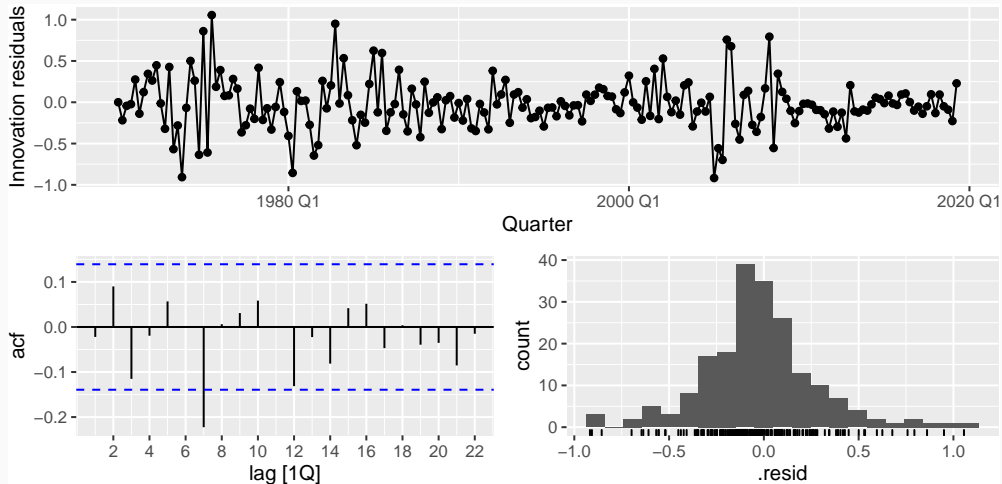 Innovation residuals
1.0
0.5
0.0
−0.5
−1.0
1980 Q1 2000 Q1 2020 Q1
Quarter
acf
0.1
0.0
−0.1
−0.2
2 4 6 8 10 12 14 16 18 20 22
lag [1Q]
count
40
30
20
10
0
−1.0 −0.5 0.0 0.5 1.0
.resid